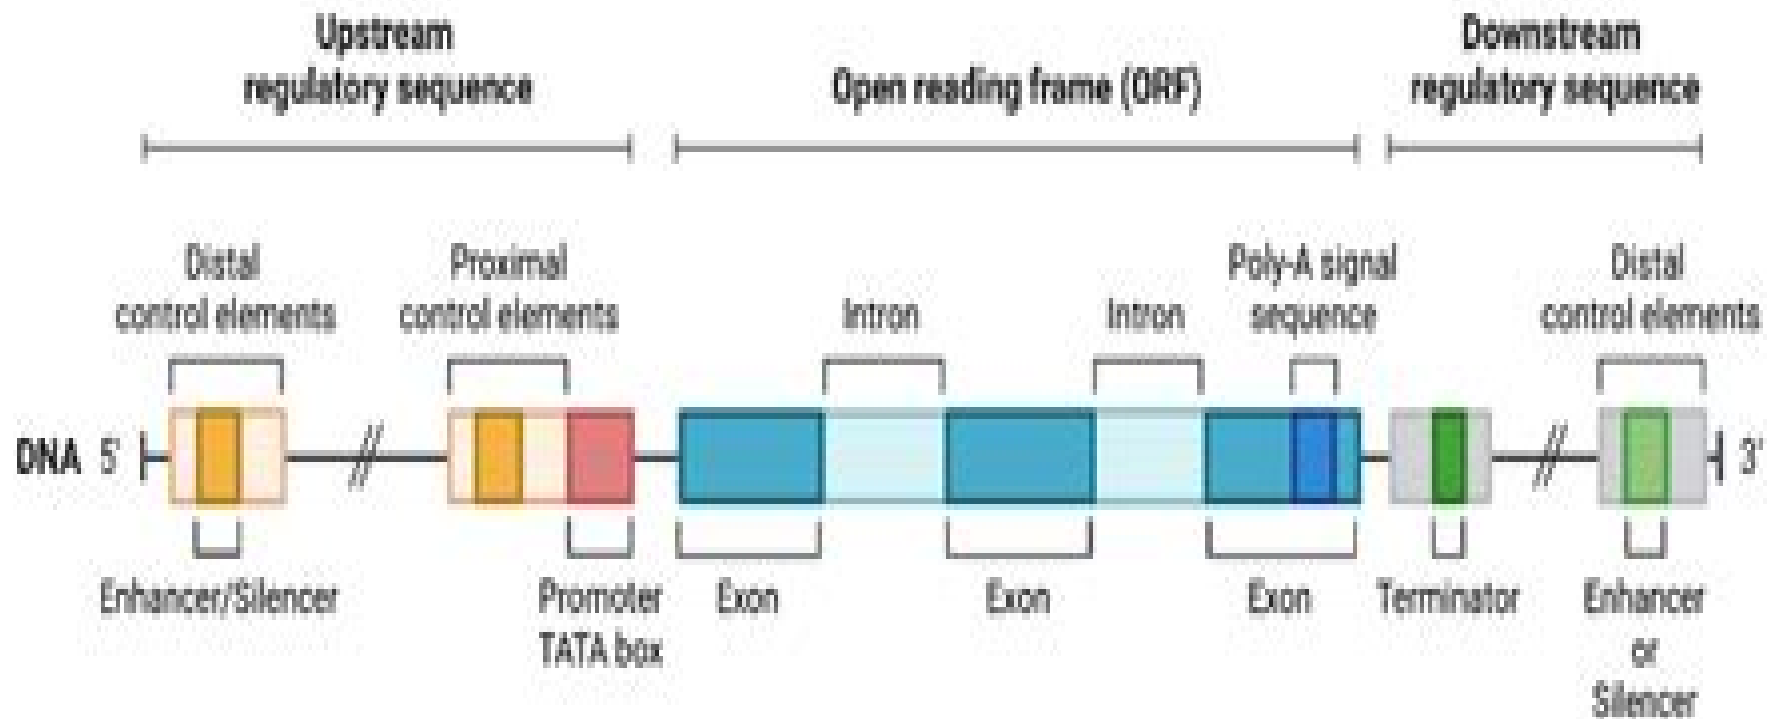 Upstream
regulatory sequence
Open reading frame (ORF)
Downstream
regulatory sequence
Distal
control elements
Proximal
control elements
Intron
Intron
Poly-A signal
sequence
Distal
control elements
DNA 5'
3'
Enhancer/Silencer
Promoter
TATA box
Exon
Exon
Exon
Terminator
Enhancer
or
Silencer